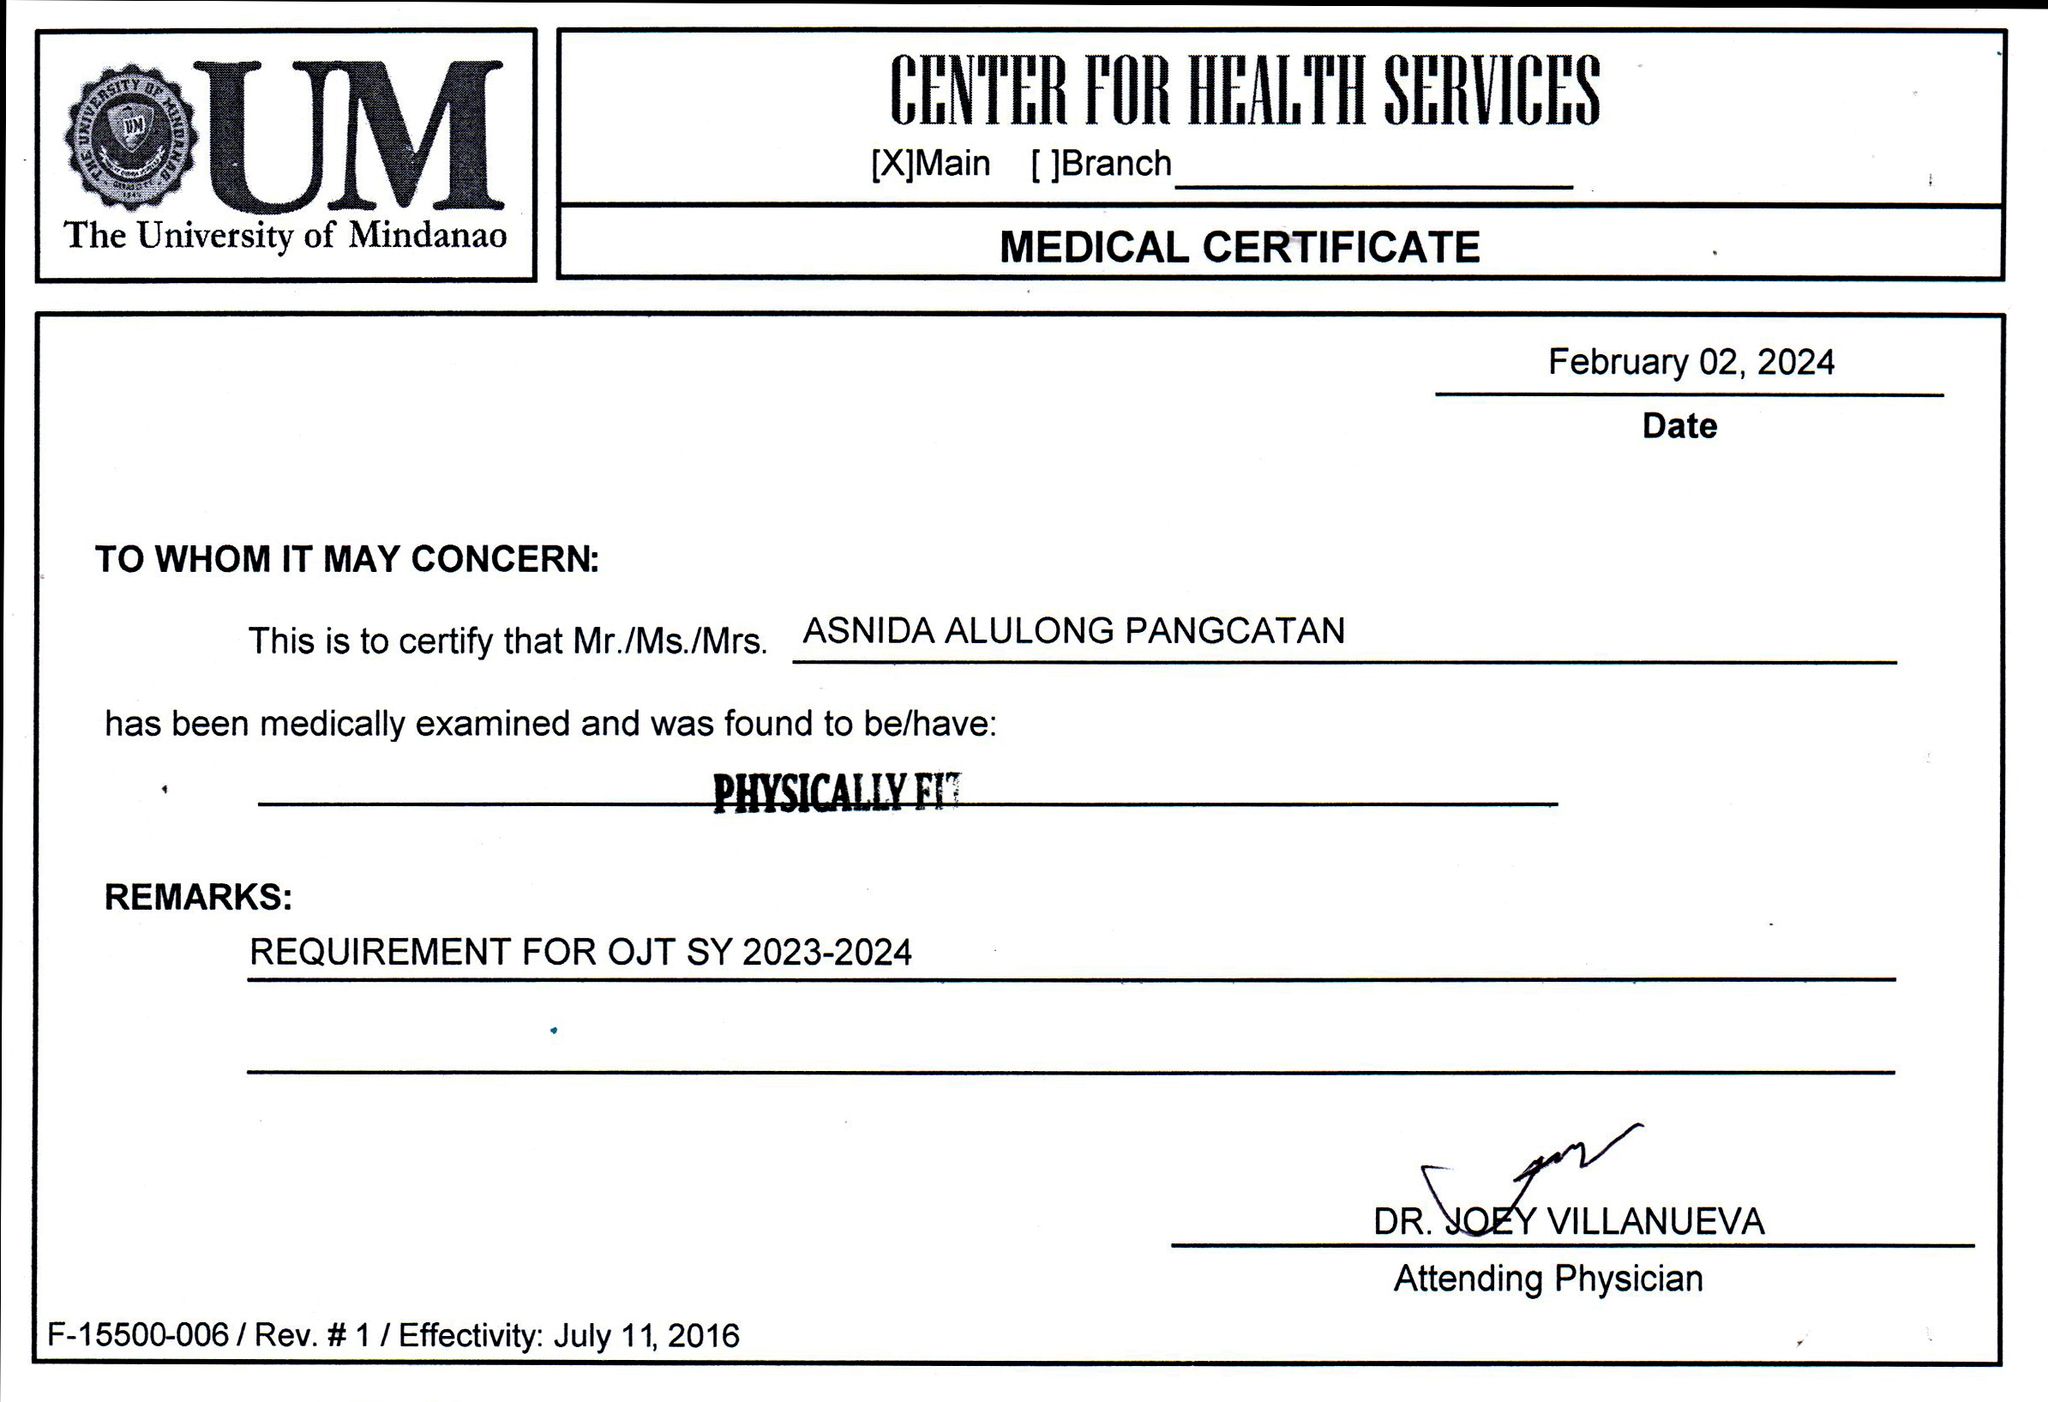 THE UNIVERSITY OF MINDANAO
UM
1946
UM
The University of Mindanao
CENTER FOR HEALTH SERVICES
[X]Main [ ]Branch
MEDICAL CERTIFICATE
February 02, 2024
Date
TO WHOM IT MAY CONCERN:
This is to certify that Mr./Ms./Mrs. ASNIDA ALULONG PANGCATAN
has been medically examined and was found to be/have:
PHYSICALLY FIT
REMARKS:
REQUIREMENT FOR OJT SY 2023-2024
DR. JOEY VILLANUEVA
Attending Physician
F-15500-006 / Rev. # 1 / Effectivity: July 11, 2016